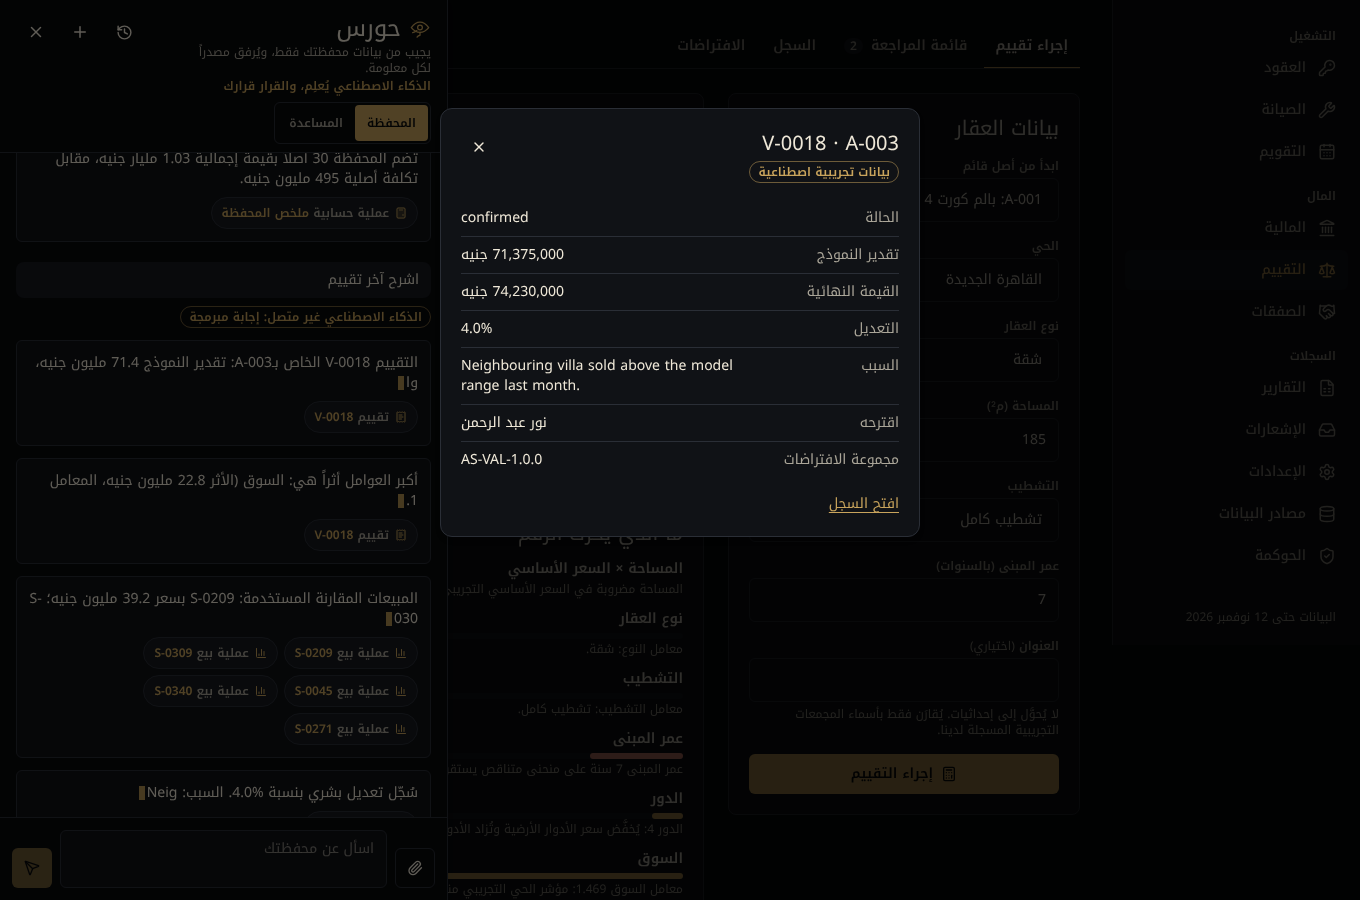 التشغيل
العقود
الصيانة
التقويم
المال
المالية
التقييم
الصفقات
السجلات
التقارير
الإشعارات
الإعدادات
مصادر البيانات
الحوكمة
البيانات حتى 12 نوفمبر 2026
إجراء تقييم
قائمة المراجعة 2
السجل
الافتراضات
بيانات العقار
ابدأ من أصل قائم
A-001: بالم كورت 4
الحي
القاهرة الجديدة
نوع العقار
شقة
المساحة (م²)
185
التشطيب
تشطيب كامل
عمر المبنى (بالسنوات)
7
العنوان (اختياري)
لا يُحوَّل إلى إحداثيات. يُقارَن فقط بأسماء المجمعات
التجريبية المسجلة لدينا.
إجراء التقييم
V-0018 · A-003
بيانات تجريبية اصطناعية
الحالة
confirmed
تقدير النموذج
71,375,000 جنيه
القيمة النهائية
74,230,000 جنيه
التعديل
4.0%
السبب
Neighbouring villa sold above the model
range last month.
اقترحه
نور عبد الرحمن
مجموعة الافتراضات
AS-VAL-1.0.0
افتح السجل
المساحة × السعر الأساسي
المساحة مضروبة في السعر الأساسي التجريبي
نوع العقار
معامل النوع: شقة.
التشطيب
معامل التشطيب: تشطيب كامل.
عمر المبنى
عمر المبنى 7 سنة على منحنى متناقص
الدور
الدور 4: يُخفَّض سعر الأدوار الأرضية وتُزاد
السوق
معامل السوق 1.469: مؤشر الحي التجريبي
حورس
يجيب من بيانات محفظتك فقط، ويُرفق مصدراً
لكل معلومة.
الذكاء الاصطناعي يُعلِم، والقرار قرارك
المحفظة
المساعدة
تضم المحفظة 30 أصلاً بقيمة إجمالية 1.03 مليار جنيه، مقابل
تكلفة أصلية 495 مليون جنيه.
عملية حسابية ملخص المحفظة
اشرح آخر تقييم
الذكاء الاصطناعي غير متصل: إجابة مبرمجة
التقييم V-0018 الخاص بـA-003: تقدير النموذج 71.4 مليون جنيه،
وا
تقييم V-0018
أكبر العوامل أثراً هي: السوق (الأثر 22.8 مليون جنيه، المعامل
1.
تقييم V-0018
المبيعات المقارنة المستخدمة: S-0209 بسعر 39.2 مليون جنيه؛ S-
030
عملية بيع S-0209
عملية بيع S-0309
عملية بيع S-0045
عملية بيع S-0340
عملية بيع S-0271
سُجّل تعديل بشري بنسبة 4.0%. السبب: Neig
اسأل عن محفظتك